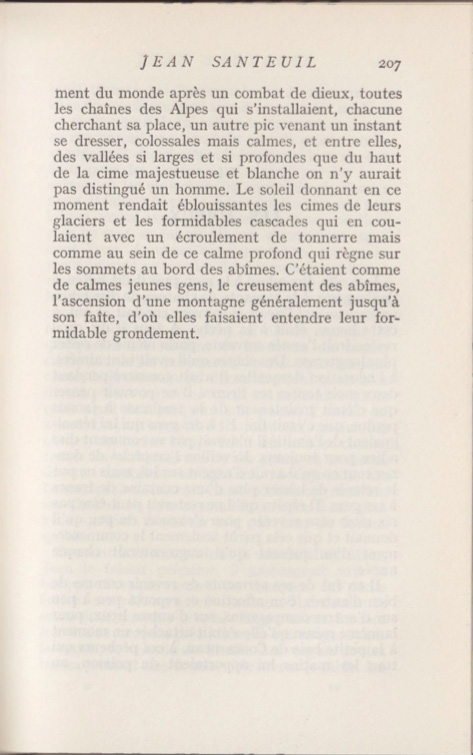 JEAN SANTEUIL 207
ment du monde après un combat de dieux, toutes
les chaînes des Alpes qui s’installaient, chacune
cherchant sa place, un autre pic venant un instant
se dresser, colossales mais calmes, et entre elles,
des vallées si larges et si profondes que du haut
de la cime majestueuse et blanche on n’y aurait
pas distingué un homme. Le soleil donnant en ce
moment rendait éblouissantes les cimes de leurs
glaciers et les formidables cascades qui en cou-
laient avec un écroulement de tonnerre mais
comme au sein de ce calme profond qui règne sur
les sommets au bord des abîmes. C’étaient comme
de calmes jeunes gens, le creusement des abîmes,
l’ascension d’une montagne généralement jusqu’à
son faîte, d’où elles faisaient entendre leur for-
midable grondement.